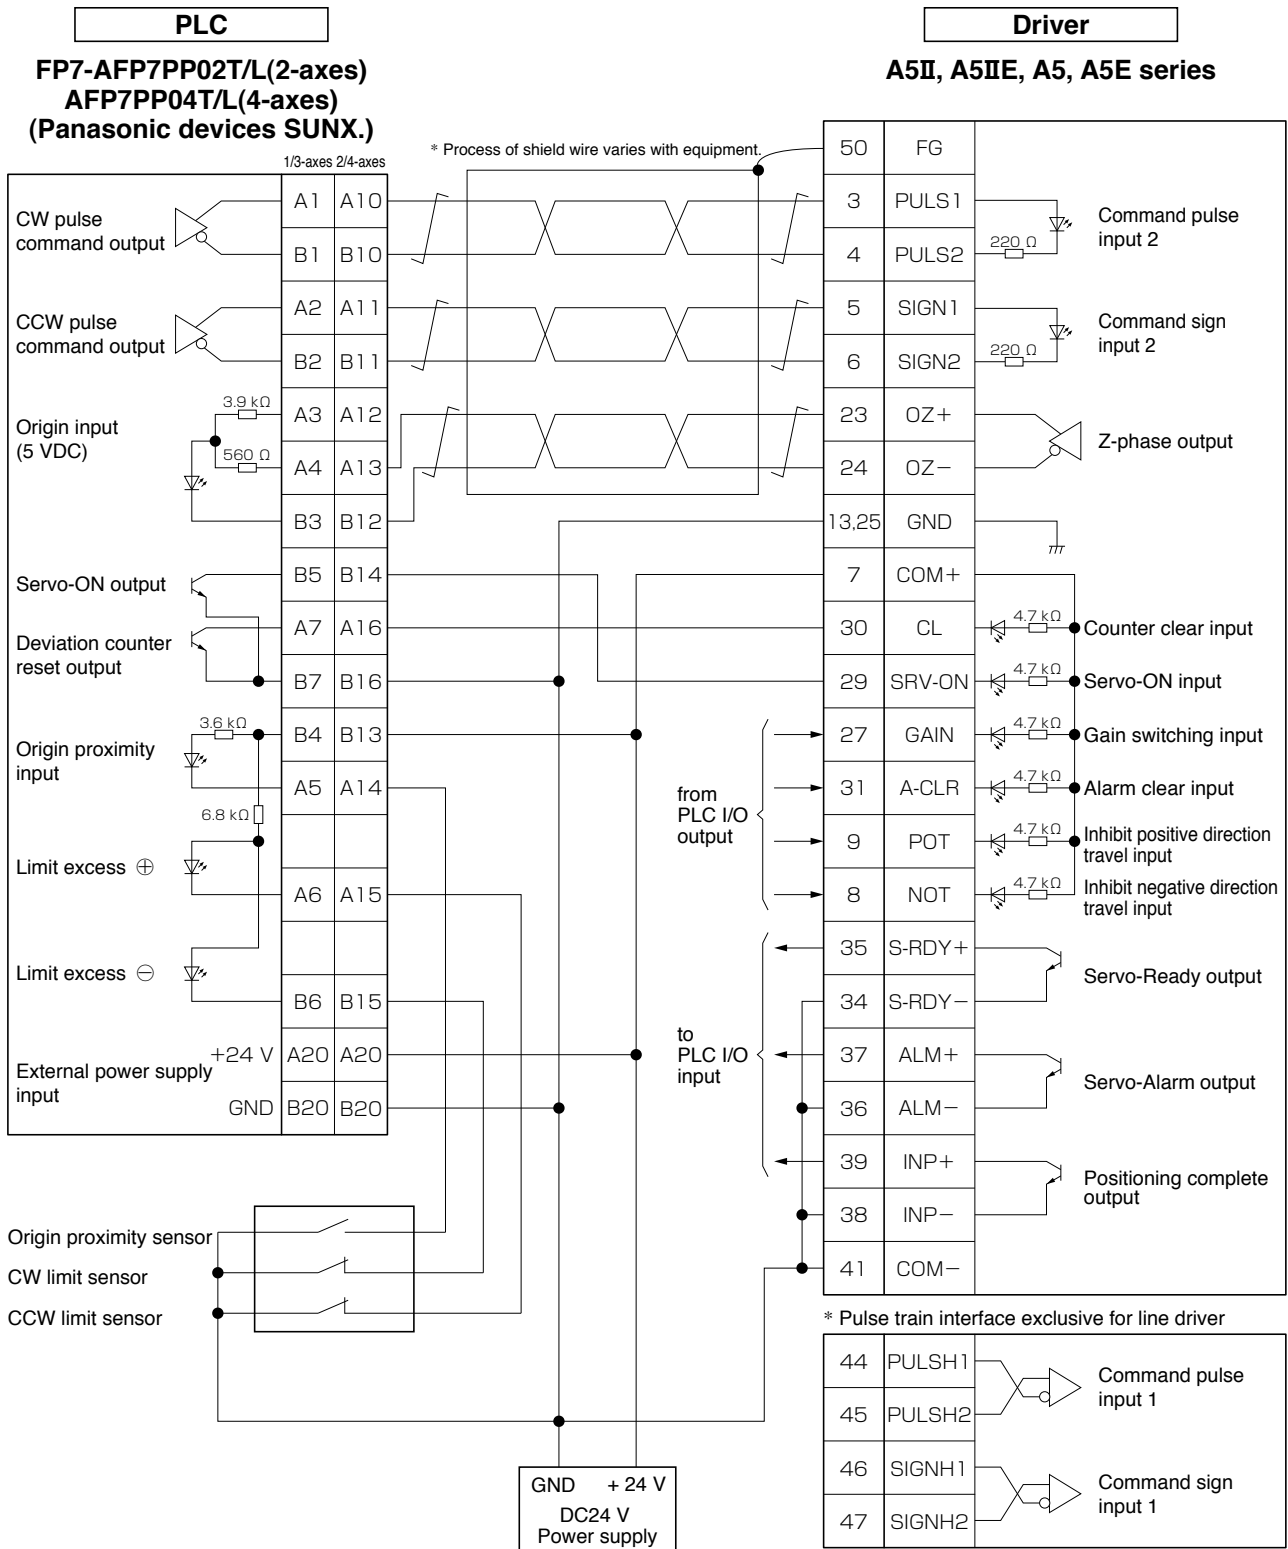 PLC
Driver
FP7-AFP7PP02T/L(2-axes)
AFP7PP04T/L(4-axes)
(Panasonic devices SUNX.)
A5II, A5IIE, A5, A5E series
1/3-axes 2/4-axes
* Process of shield wire varies with equipment.
CW pulse
command output
A1 A10
B1 B10
CCW pulse
command output
A2 A11
B2 B11
Origin input
(5 VDC)
3.9 kΩ
A3 A12
560 Ω
A4 A13
B3 B12
Servo-ON output
B5 B14
Deviation counter
reset output
A7 A16
B7 B16
Origin proximity
input
3.6 kΩ
B4 B13
A5 A14
6.8 kΩ
Limit excess ⊕
A6 A15
Limit excess ⊖
B6 B15
External power supply
input
+24 V A20 A20
GND B20 B20
Origin proximity sensor
CW limit sensor
CCW limit sensor
GND + 24 V
DC24 V
Power supply
from
PLC I/O
output
to
PLC I/O
input
50 FG
3 PULS1
4 PULS2
220 Ω
Command pulse
input 2
5 SIGN1
6 SIGN2
220 Ω
Command sign
input 2
23 OZ+
24 OZ−
Z-phase output
13,25 GND
7 COM+
30 CL 4.7 kΩ Counter clear input
29 SRV-ON 4.7 kΩ Servo-ON input
27 GAIN 4.7 kΩ Gain switching input
31 A-CLR 4.7 kΩ Alarm clear input
9 POT 4.7 kΩ Inhibit positive direction
travel input
8 NOT 4.7 kΩ Inhibit negative direction
travel input
35 S-RDY+
34 S-RDY−
Servo-Ready output
37 ALM+
36 ALM−
Servo-Alarm output
39 INP+
38 INP−
Positioning complete
output
41 COM−
* Pulse train interface exclusive for line driver
44 PULSH1
45 PULSH2
Command pulse
input 1
46 SIGNH1
47 SIGNH2
Command sign
input 1